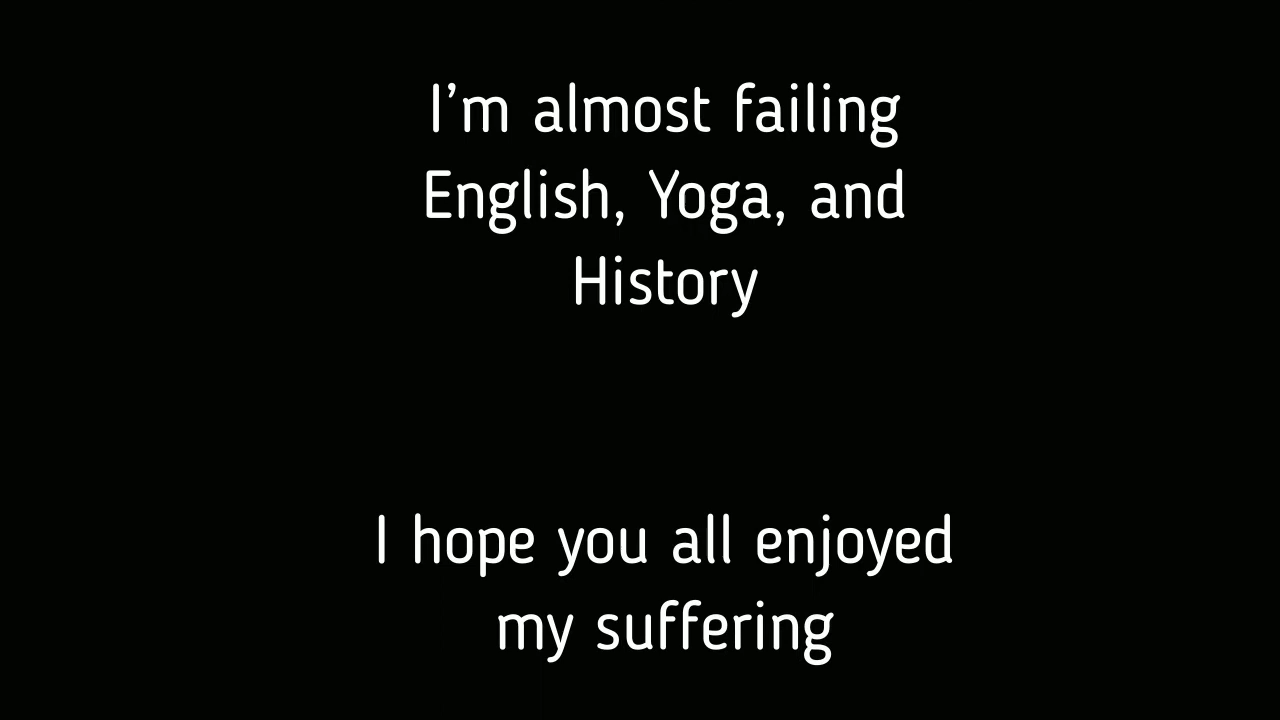 I’m almost failing
English, Yoga, and
History
I hope you all enjoyed
my suffering